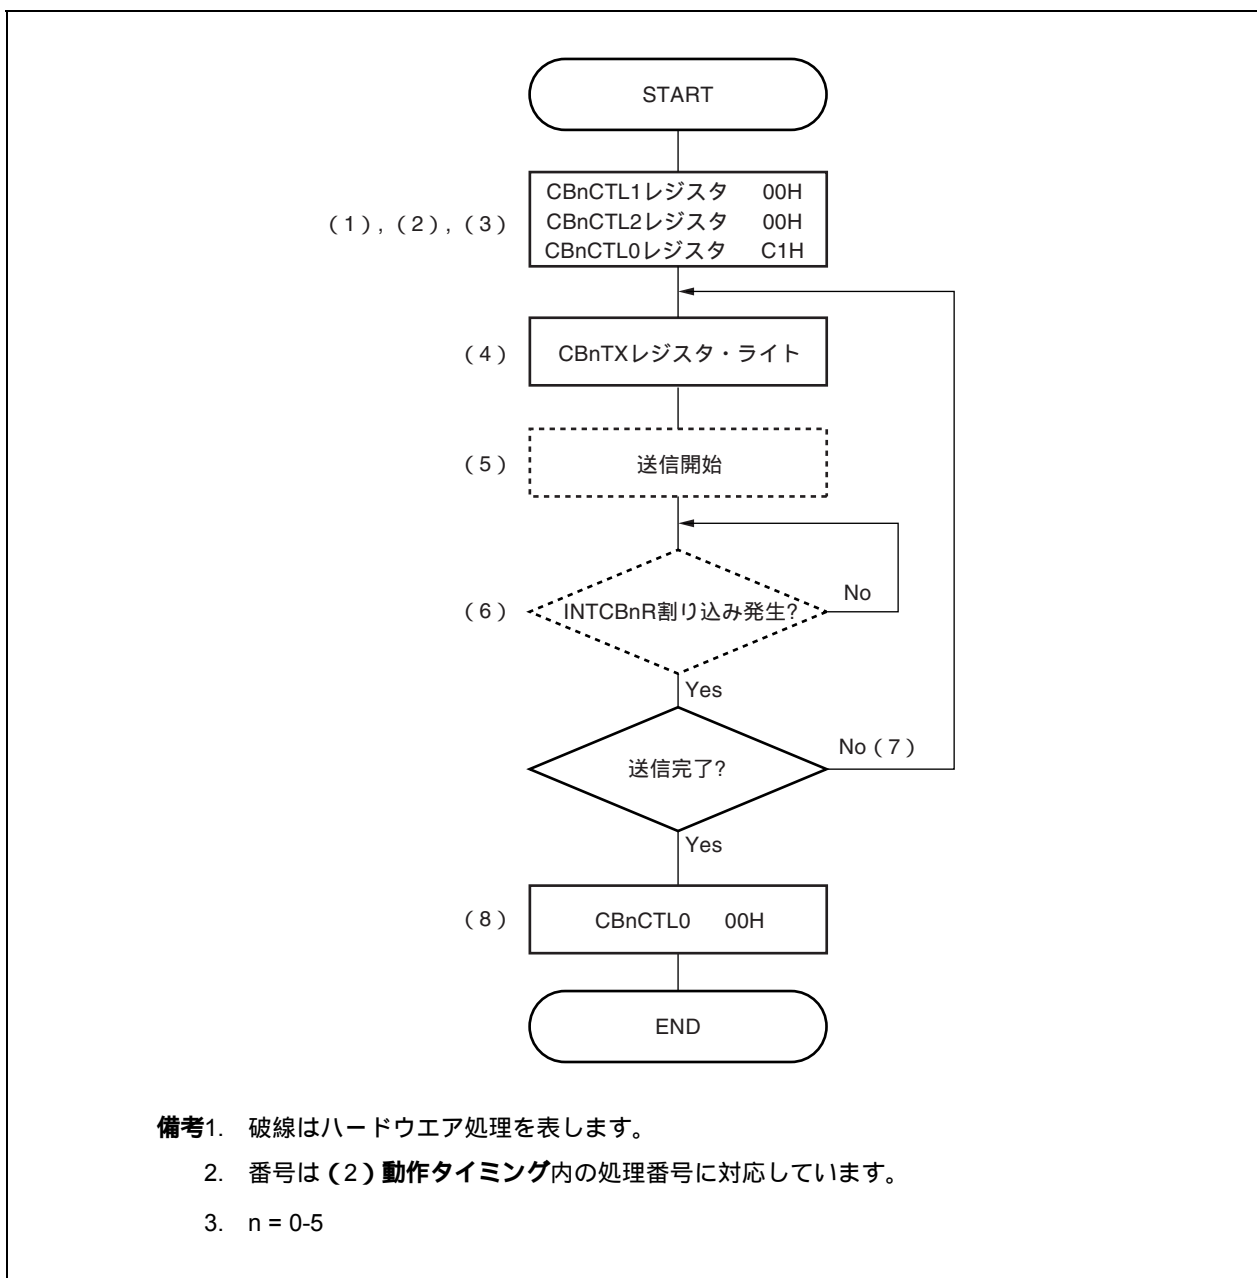 START
(1),(2),(3)
CBnCTL1レジスタ 00H
CBnCTL2レジスタ 00H
CBnCTL0レジスタ C1H
(4)
CBnTXレジスタ・ライト
(5)
送信開始
(6)
INTCBnR割り込み発生?
No
Yes
送信完了?
No(7)
Yes
(8)
CBnCTL0 00H
END
備考1. 破線はハードウエア処理を表します。
2. 番号は(2)動作タイミング内の処理番号に対応しています。
3. n = 0-5